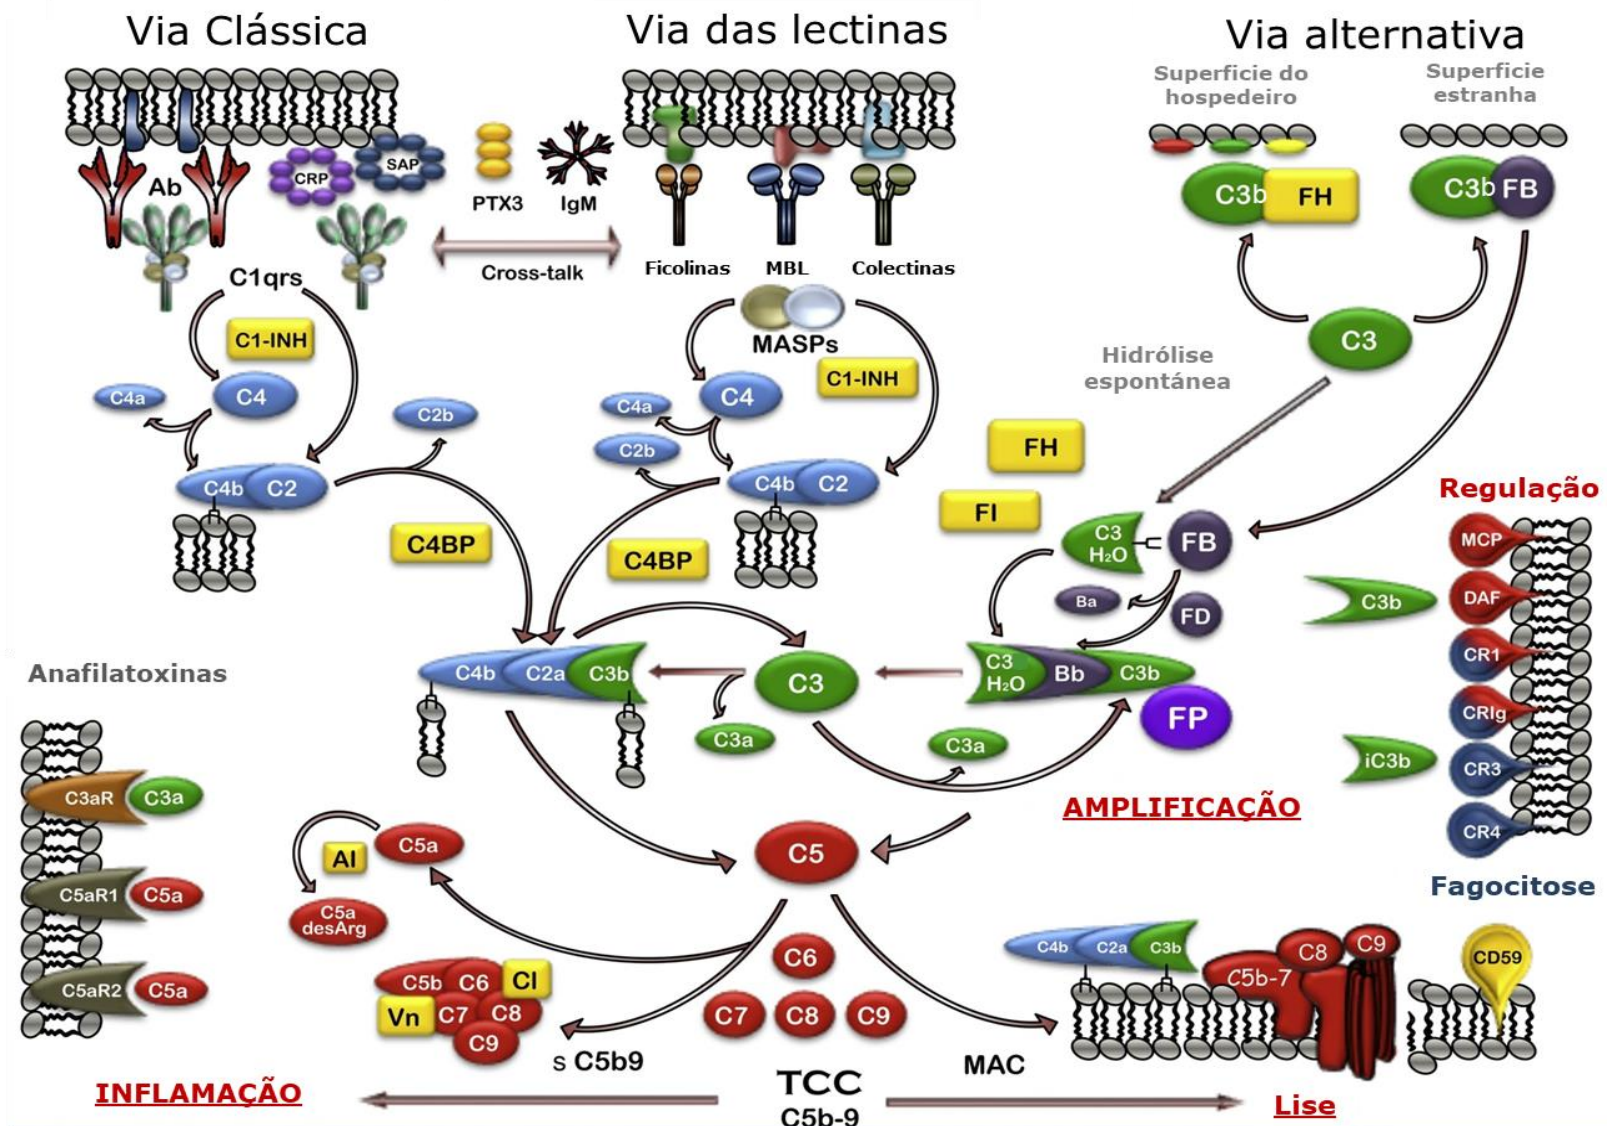 Via Clássica
Via das lectinas
Via alternativa
Superficie do
hospedeiro
Superficie
estranha
CRP
SAP
Ab
PTX3
IgM
C3b
FH
C3b
FB
C1qrs
Cross-talk
Ficolinas
MBL
Colectinas
MASPs
C3
C1-INH
C1-INH
Hidrólise
espontánea
C4a
C4
C2b
C4a
C4
C2b
C4b
C2
C4b
C2
FH
FI
C4BP
C4BP
C3
H₂O
FB
Ba
FD
Regulação
MCP
DAF
C3b
CR1
CRIg
iC3b
CR3
CR4
Fagocitose
C4b
C2a
C3b
C3
C3
H₂O
Bb
C3b
FP
C3a
C3a
AMPLIFICAÇÃO
Anafilatoxinas
C3aR
C3a
C5aR1
C5a
C5aR2
C5a
AI
C5a
C5a
desArg
C5
C5b
C6
CI
Vn
C7
C8
C9
s C5b9
C6
C7
C8
C9
C4b
C2a
C3b
C5b-7
C8
C9
CD59
MAC
INFLAMAÇÃO
TCC
C5b-9
Lise